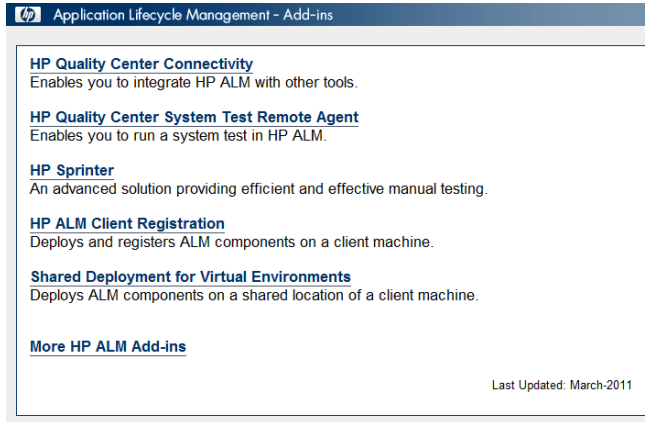 hp Application Lifecycle Management - Add-ins
HP Quality Center Connectivity
Enables you to integrate HP ALM with other tools.
HP Quality Center System Test Remote Agent
Enables you to run a system test in HP ALM.
HP Sprinter
An advanced solution providing efficient and effective manual testing.
HP ALM Client Registration
Deploys and registers ALM components on a client machine.
Shared Deployment for Virtual Environments
Deploys ALM components on a shared location of a client machine.
More HP ALM Add-ins
Last Updated: March-2011